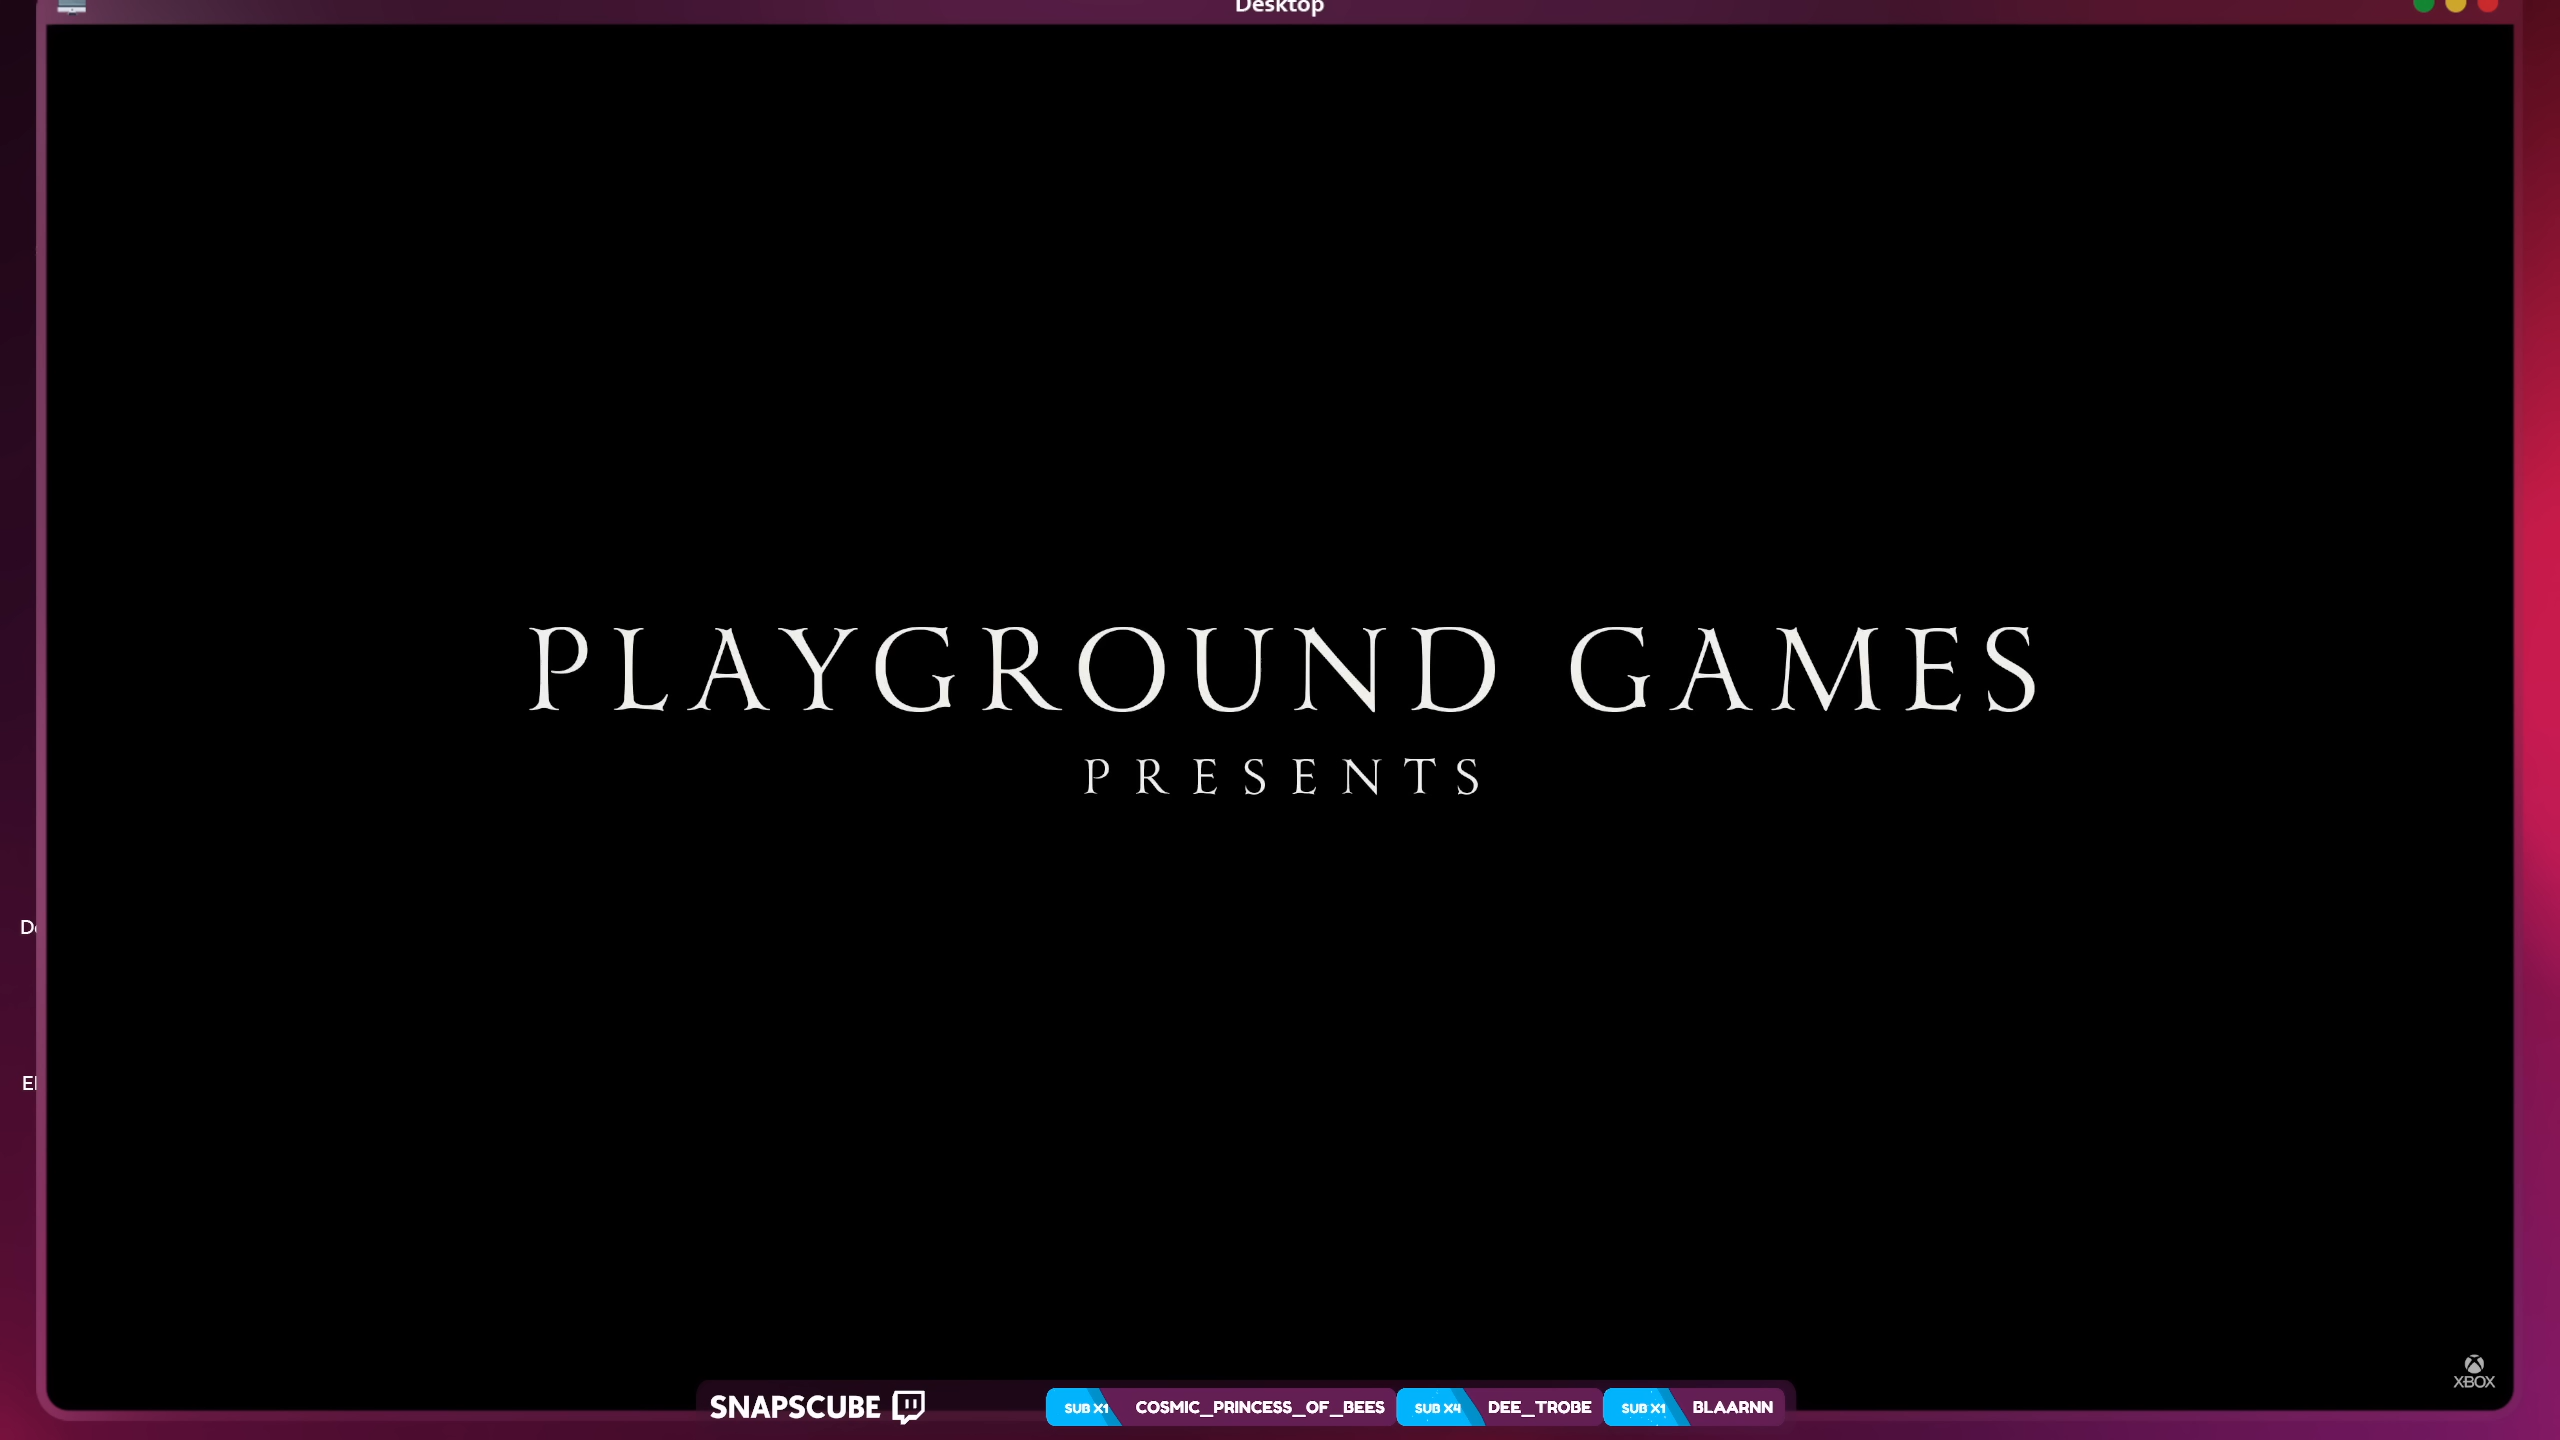 Desktop
PLAYGROUND GAMES
PRESENTS
XBOX
SNAPSCUBE
SUB X1 COSMIC_PRINCESS_OF_BEES SUB X4 DEE_TROBE SUB X1 BLAARNN